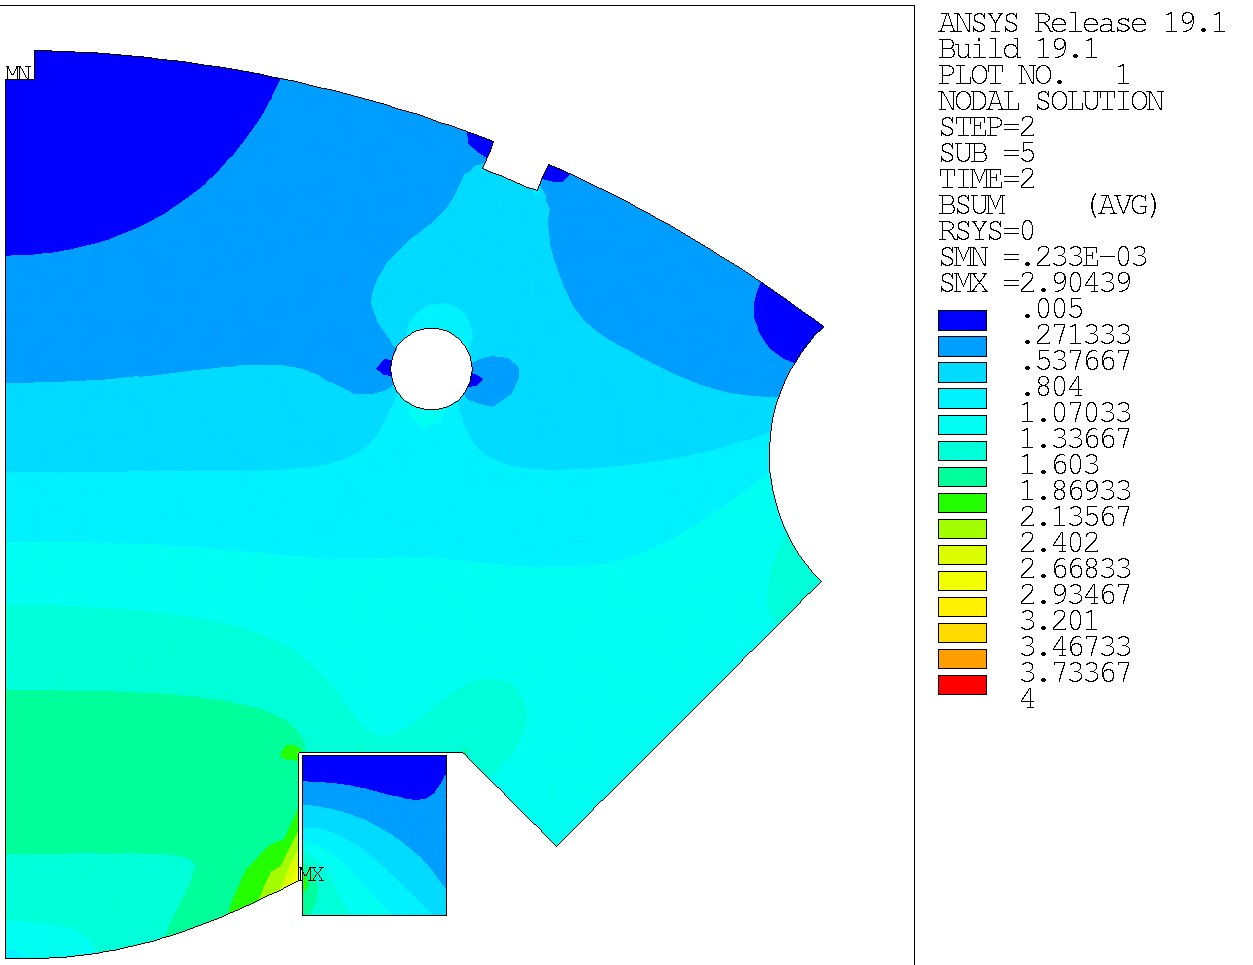 ANSYS Release 19.1
Build 19.1
PLOT NO.   1
NODAL SOLUTION
STEP=2
SUB =5
TIME=2
BSUM     (AVG)
RSYS=0
SMN =.233E-03
SMX =2.90439
.005
.271333
.537667
.804
1.07033
1.33667
1.603
1.86933
2.13567
2.402
2.66833
2.93467
3.201
3.46733
3.73367
4
MN
MX